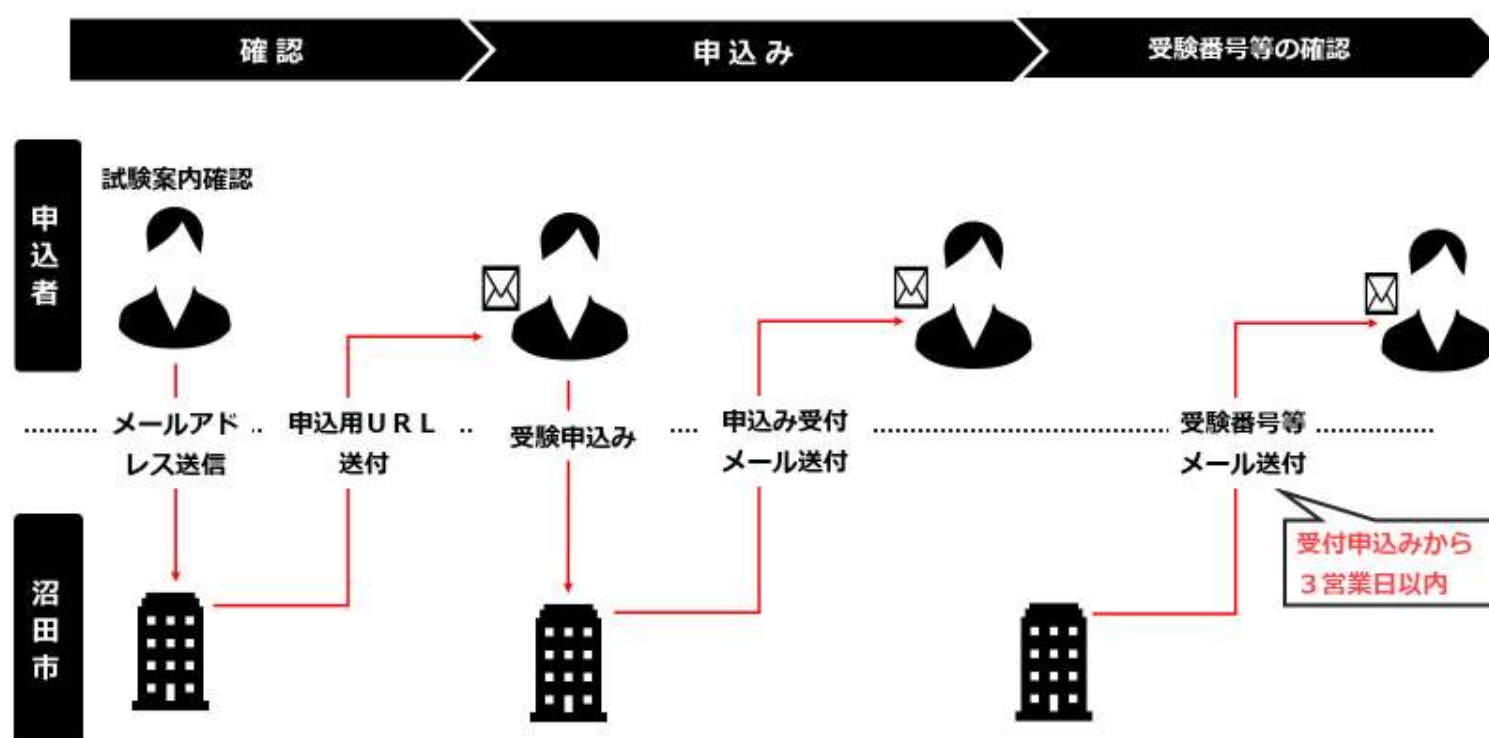 確認
申込み
受験番号等の確認
申込者
試験案内確認
メールアド
レス送信
申込用ＵＲＬ
送付
受験申込み
申込み受付
メール送付
受験番号等
メール送付
受付申込みから
３営業日以内
沼田市